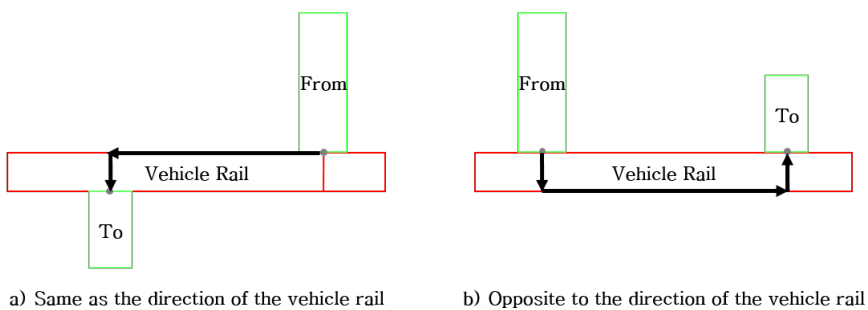 From
Vehicle Rail
To
a) Same as the direction of the vehicle rail
From
To
Vehicle Rail
b) Opposite to the direction of the vehicle rail